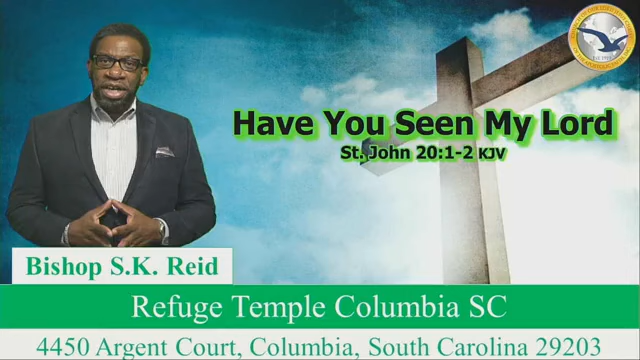 Have You Seen My Lord
St. John 20:1-2 KJV
Bishop S.K. Reid
Refuge Temple Columbia SC
4450 Argent Court, Columbia, South Carolina 29203